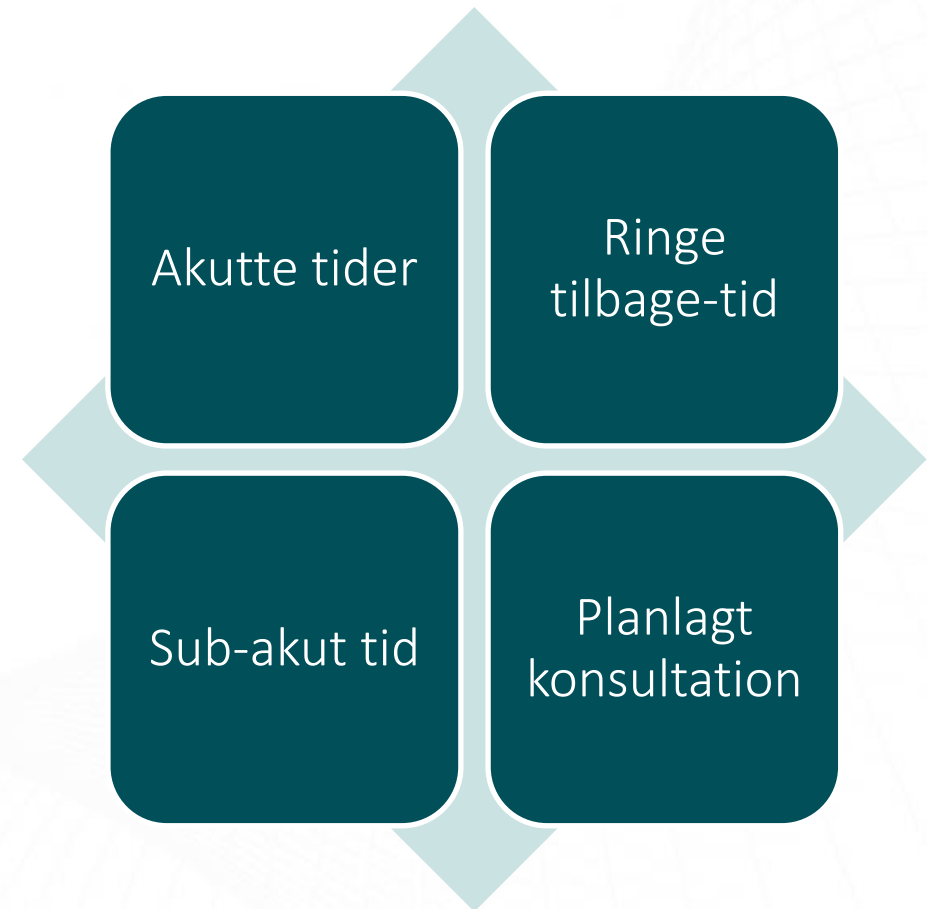 Akutte tider
Ringe
tilbage-tid
Sub-akut tid
Planlagt
konsultation